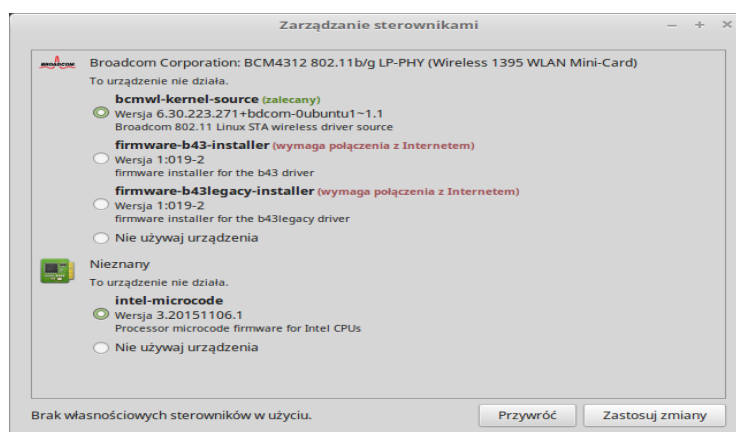 Zarządzanie sterownikami
BROADCOM
Broadcom Corporation: BCM4312 802.11b/g LP-PHY (Wireless 1395 WLAN Mini-Card)
To urządzenie nie działa.
bcmwl-kernel-source (zalecany)
Wersja 6.30.223.271+bdcom-0ubuntu1~1.1
Broadcom 802.11 Linux STA wireless driver source
firmware-b43-installer (wymaga połączenia z Internetem)
Wersja 1:019-2
firmware installer for the b43 driver
firmware-b43legacy-installer (wymaga połączenia z Internetem)
Wersja 1:019-2
firmware installer for the b43legacy driver
Nie używaj urządzenia
Nieznany
To urządzenie nie działa.
intel-microcode
Wersja 3.20151106.1
Processor microcode firmware for Intel CPUs
Nie używaj urządzenia
Brak własnościowych sterowników w użyciu.
Przywróć
Zastosuj zmiany